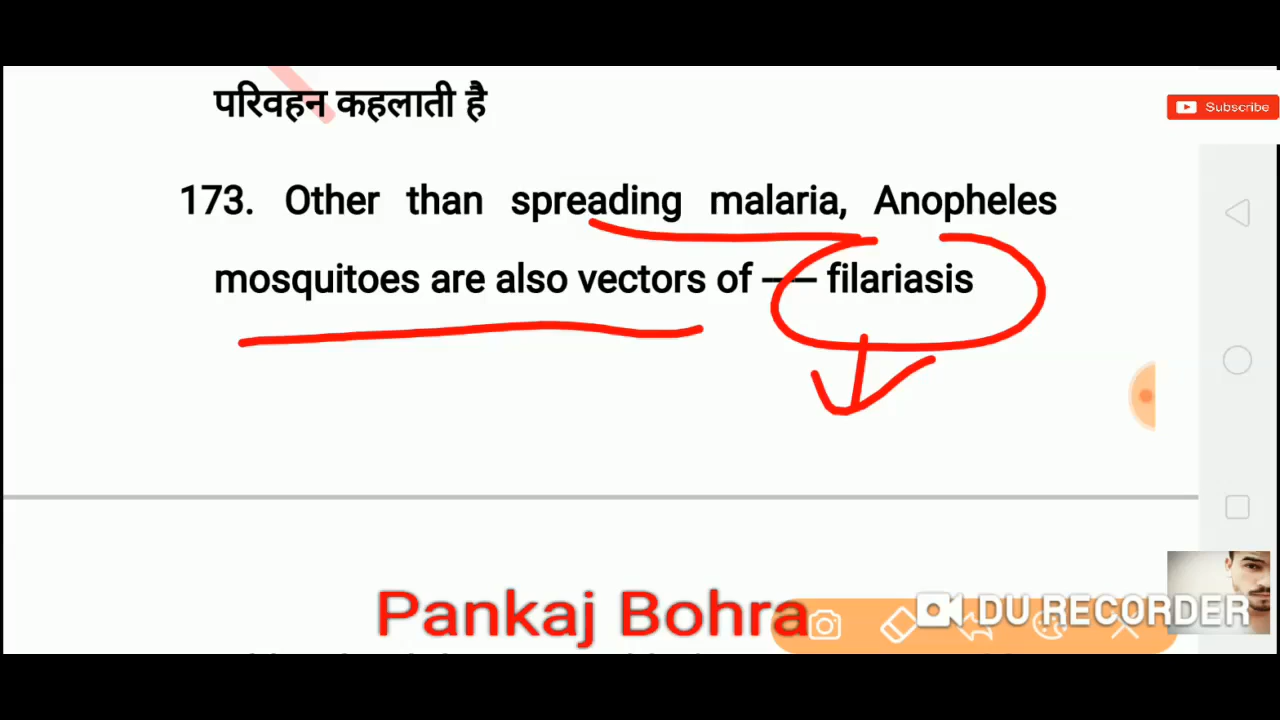 परिवहन कहलाती है
Subscribe
173. Other than spreading malaria, Anopheles
mosquitoes are also vectors of ---- filariasis
Pankaj Bohra
DU RECORDER